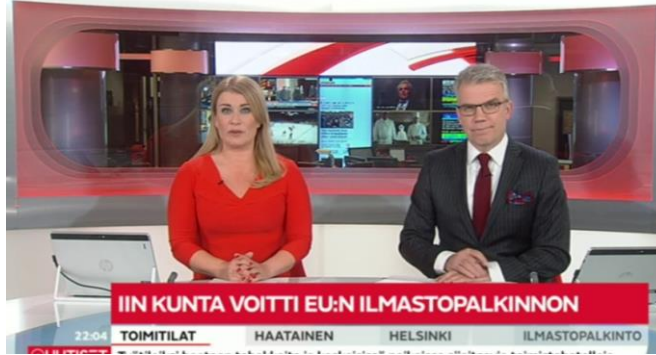 IIN KUNTA VOITTI EU:N ILMASTOPALKINNON
22:04 TOIMITILAT HAATAINEN HELSINKI ILMASTOPALKINTO
UUTISET